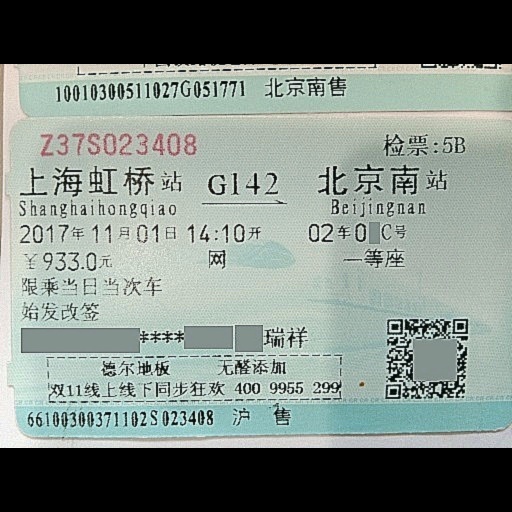 10010300511027G051771 北京南售
Z37S023408 检票:5B
上海虹桥站 G142 北京南站
Shanghaihongqiao Beijingnan
2017年11月01日 14:10开 02车0 C号
￥933.0元 网 一等座
限乘当日当次车
始发改签
**** 瑞祥
德尔地板 无醛添加
双11线上线下同步狂欢 400 9955 299
66100300371102S023408 沪 售